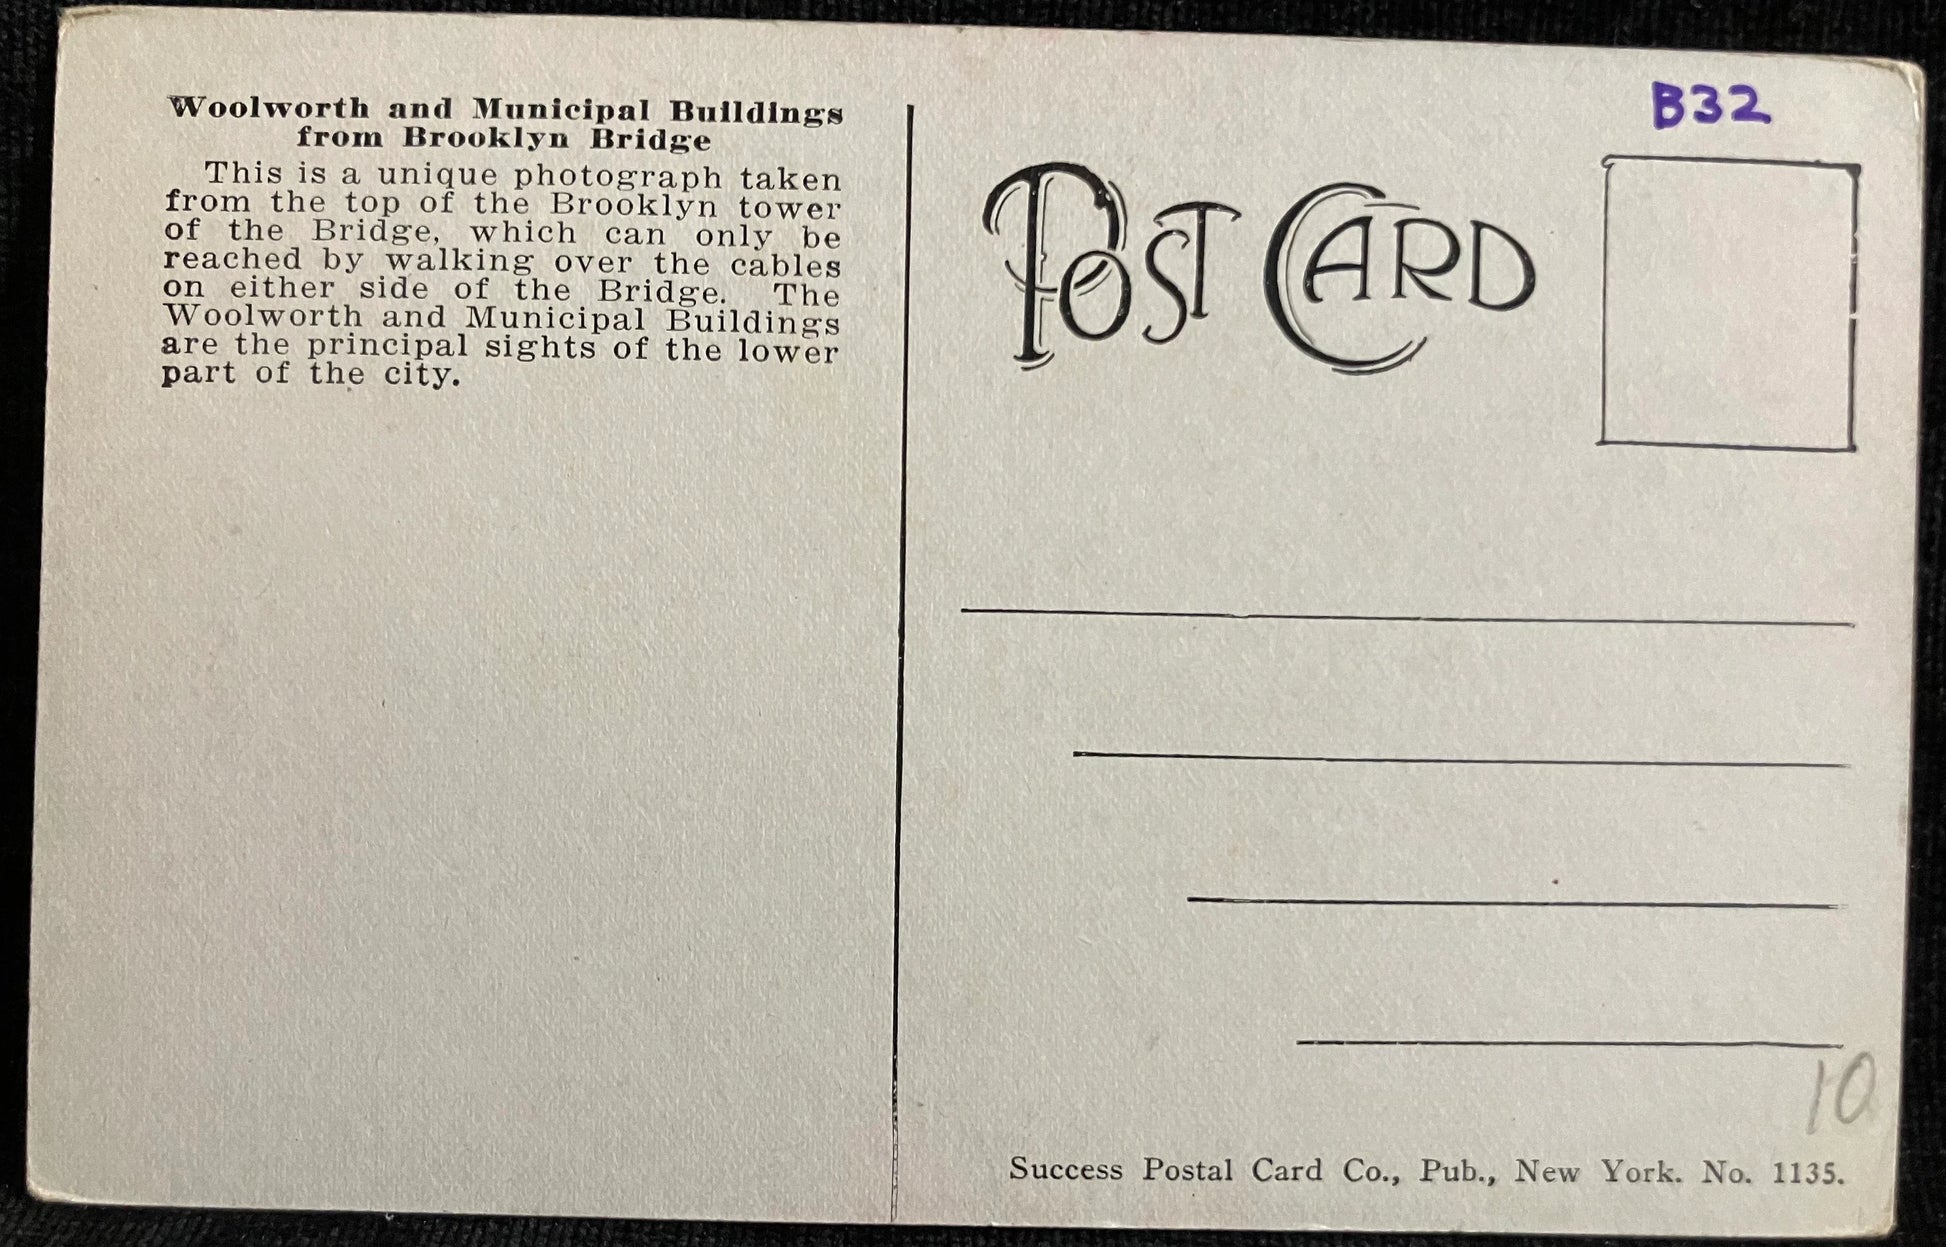 Woolworth and Municipal Buildings
from Brooklyn Bridge
This is a unique photograph taken
from the top of the Brooklyn tower
of the Bridge, which can only be
reached by walking over the cables
on either side of the Bridge. The
Woolworth and Municipal Buildings
are the principal sights of the lower
part of the city.
B32
POST CARD
10
Success Postal Card Co., Pub., New York. No. 1135.